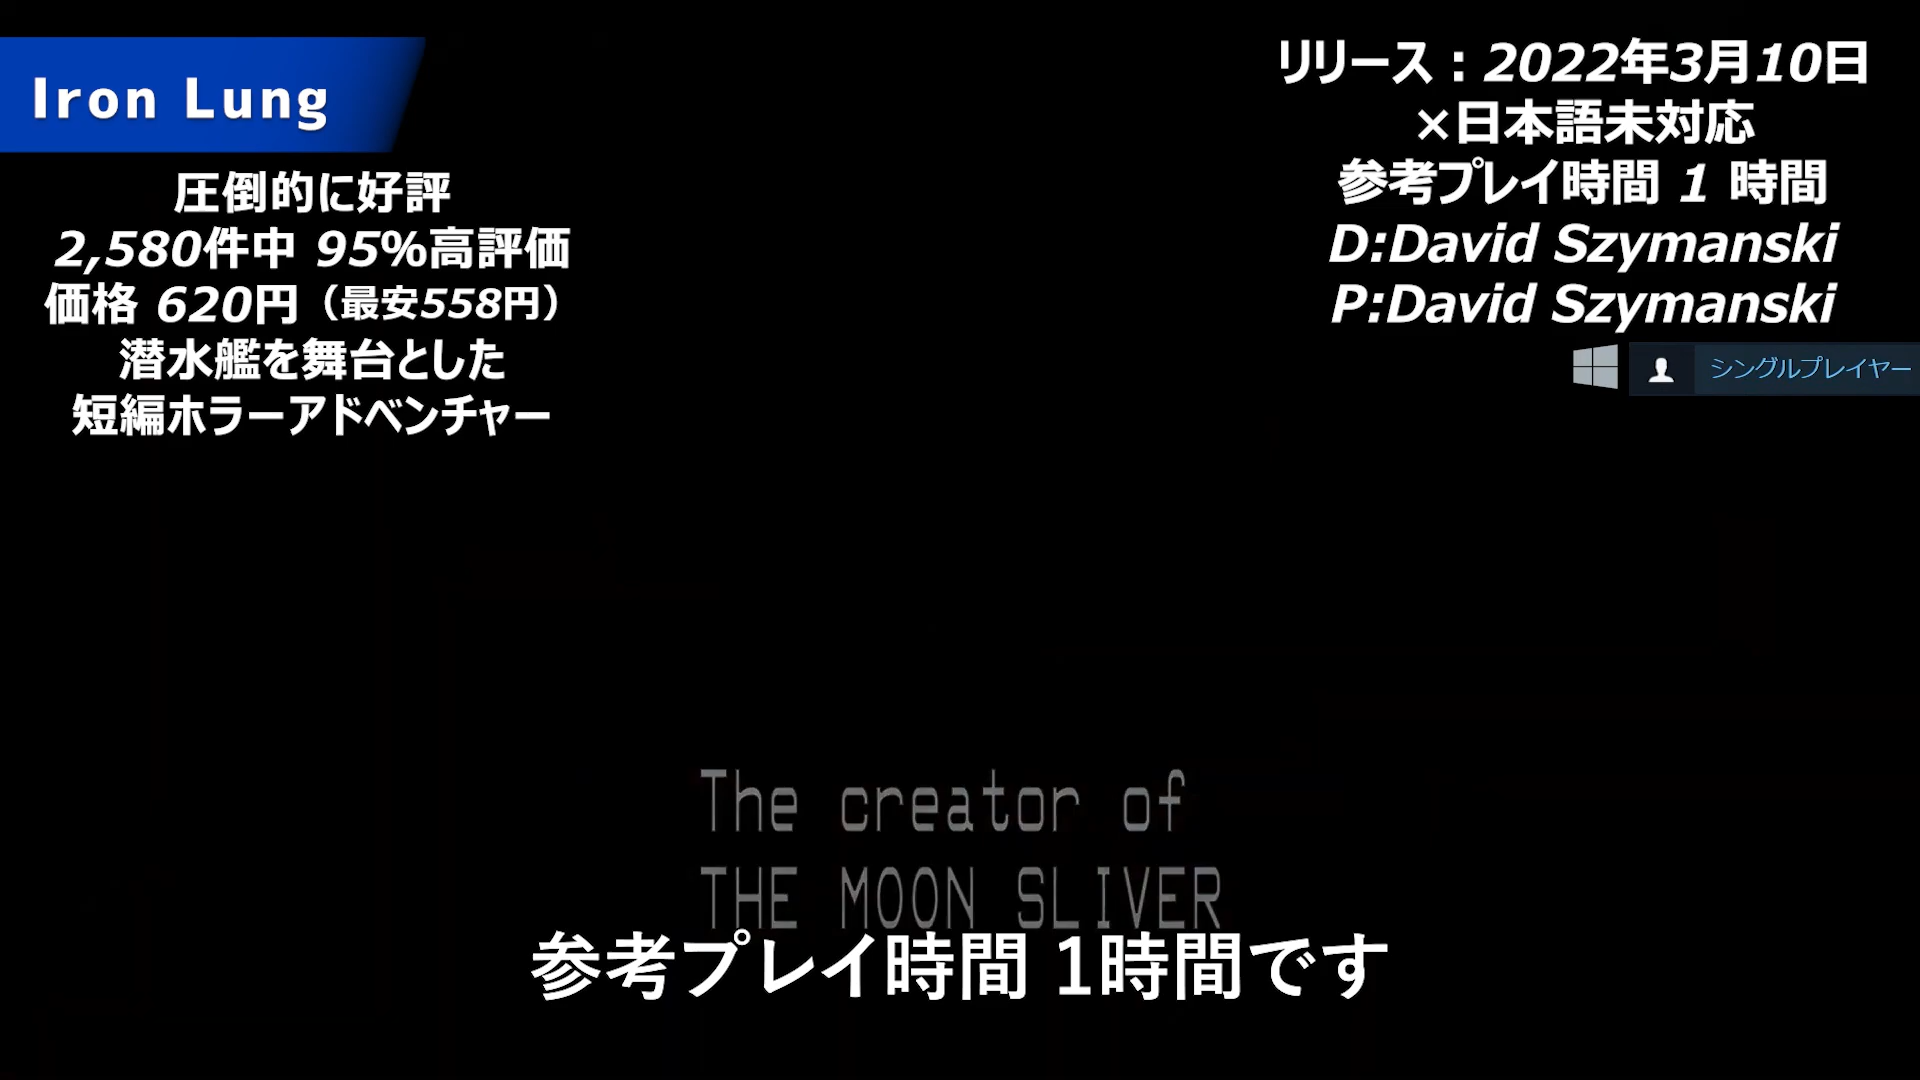 Iron Lung
圧倒的に好評
2,580件中 95%高評価
価格 620円（最安558円）
潜水艦を舞台とした
短編ホラーアドベンチャー
リリース：2022年3月10日
×日本語未対応
参考プレイ時間 1 時間
D:David Szymanski
P:David Szymanski
シングルプレイヤー
The creator of
THE MOON SLIVER
参考プレイ時間 1時間です